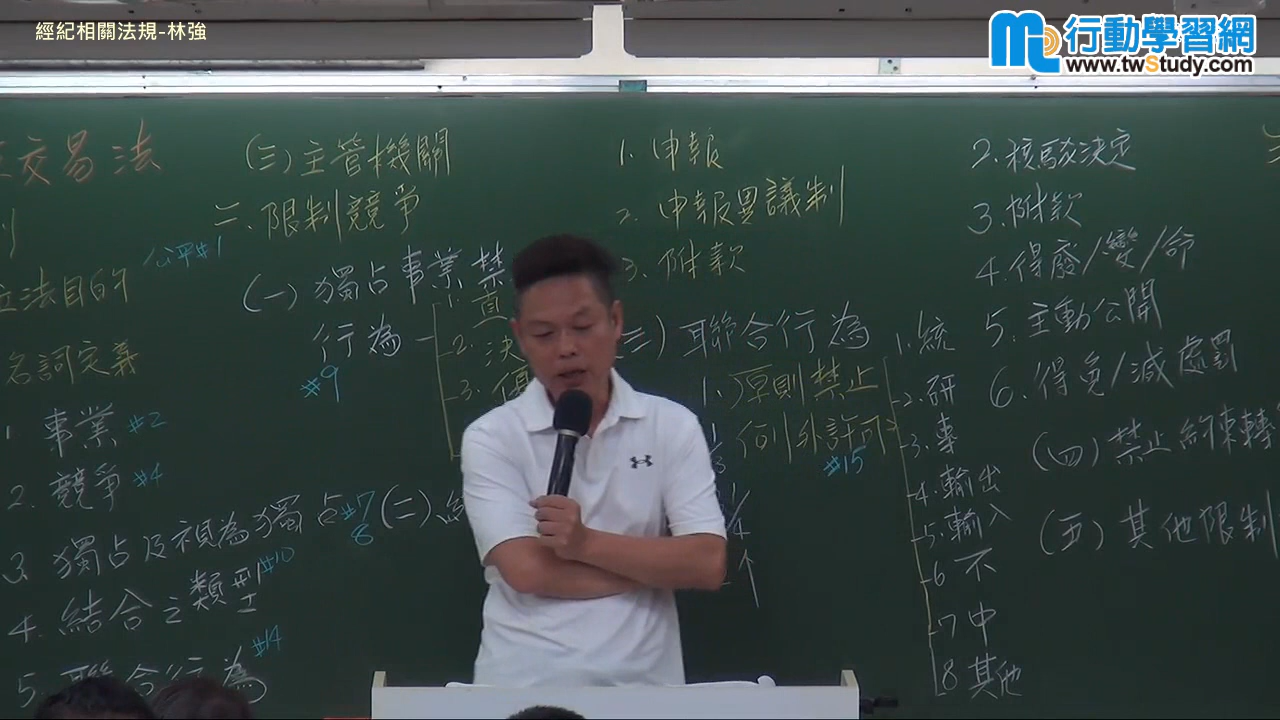 經紀相關法規-林強
行動學習網
www.twStudy.com
交易法
立法目的
公平#1
名詞定義
1 事業 #2
2. 競爭 #4
3 獨占及視為獨占 #7
8
4. 結合之類型 #10
5. 聯合行為 #14
(三)主管機關
二.限制競爭
(一)獨占事業禁
行為
#9
1.直
2.決
3.優
(二)、結
1. 申報
2. 申報異議制
3. 附款
(三)聯合行為
1.)原則禁止
例外許可
#15
1/4
1.統
2.研
3.專
4.輸出
5.輸入
6不
7中
8其他
2.核駁決定
3.附款
4.得廢/變/命
5.主動公開
6.得免/減處罰
(四)禁止約束轉
(五)其他限制